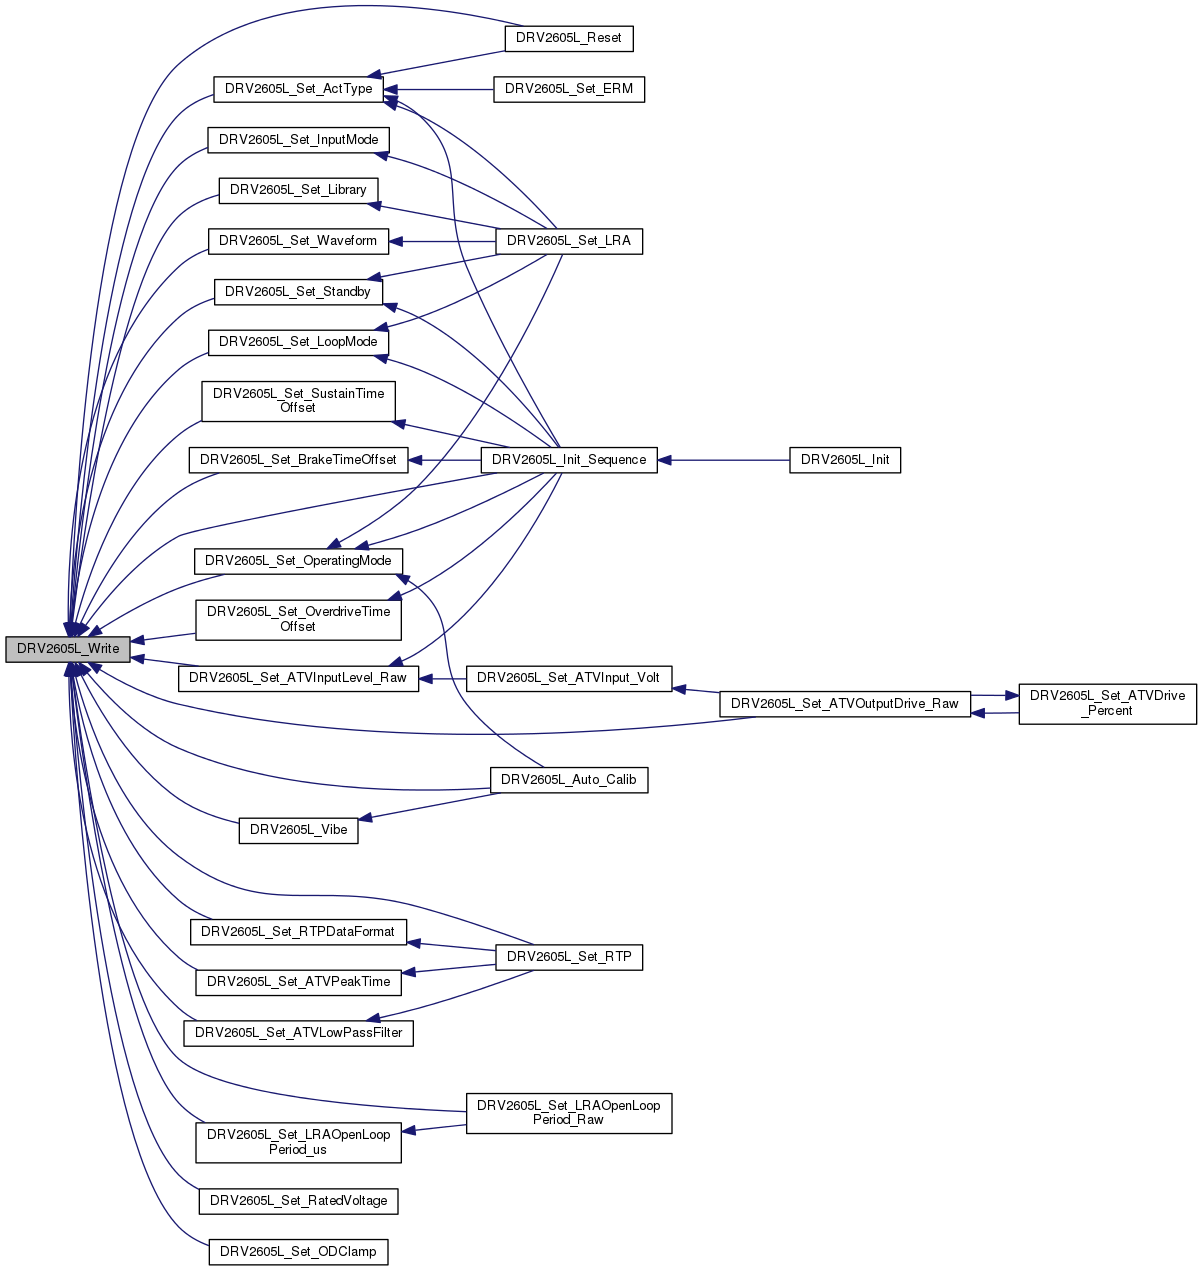 DRV2605L_Reset
DRV2605L_Set_ActType
DRV2605L_Set_ERM
DRV2605L_Set_InputMode
DRV2605L_Set_Library
DRV2605L_Set_Waveform
DRV2605L_Set_LRA
DRV2605L_Set_Standby
DRV2605L_Set_LoopMode
DRV2605L_Set_SustainTime
Offset
DRV2605L_Set_BrakeTimeOffset
DRV2605L_Init_Sequence
DRV2605L_Init
DRV2605L_Set_OperatingMode
DRV2605L_Set_OverdriveTime
Offset
DRV2605L_Write
DRV2605L_Set_ATVInputLevel_Raw
DRV2605L_Set_ATVInput_Volt
DRV2605L_Set_ATVOutputDrive_Raw
DRV2605L_Set_ATVDrive
_Percent
DRV2605L_Auto_Calib
DRV2605L_Vibe
DRV2605L_Set_RTPDataFormat
DRV2605L_Set_RTP
DRV2605L_Set_ATVPeakTime
DRV2605L_Set_ATVLowPassFilter
DRV2605L_Set_LRAOpenLoop
Period_Raw
DRV2605L_Set_LRAOpenLoop
Period_us
DRV2605L_Set_RatedVoltage
DRV2605L_Set_ODClamp